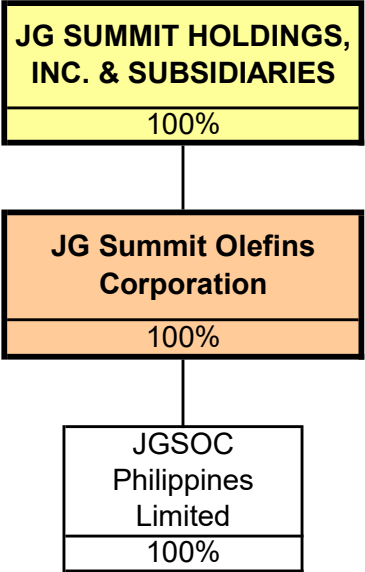 JG SUMMIT HOLDINGS,
INC. & SUBSIDIARIES
100%
JG Summit Olefins
Corporation
100%
JGSOC
Philippines
Limited
100%